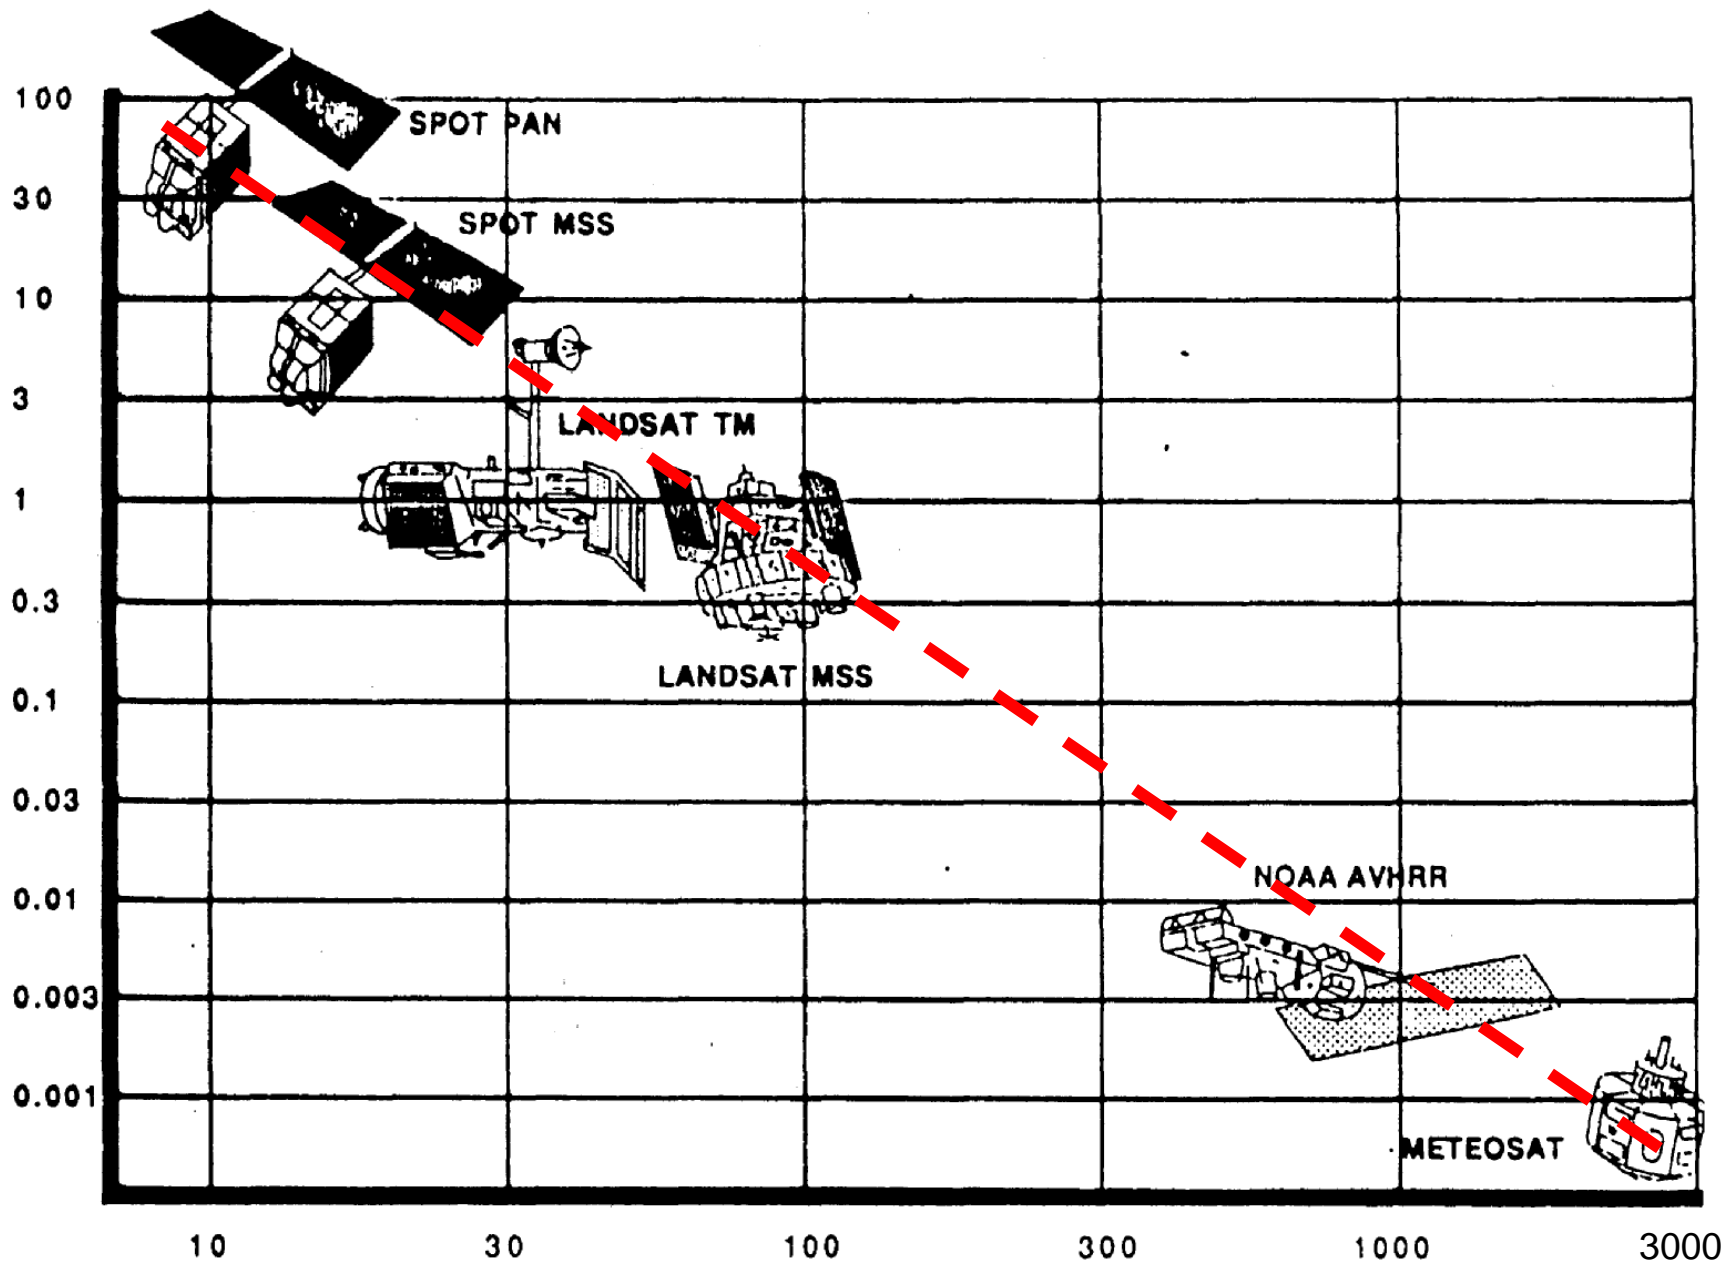 100
SPOT PAN
30
SPOT MSS
10
3
LANDSAT TM
1
0.3
LANDSAT MSS
0.1
0.03
NOAA AVHRR
0.01
0.003
0.001
METEOSAT
10 30 100 300 1000 3000